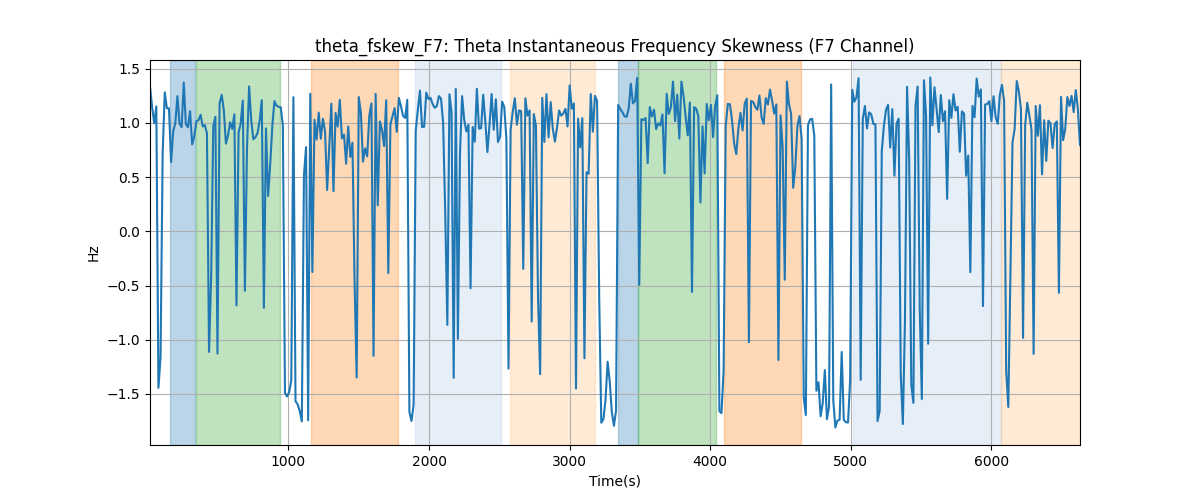 theta_fskew_F7: Theta Instantaneous Frequency Skewness (F7 Channel)
1.5
1.0
0.5
0.0
−0.5
−1.0
−1.5
Hz
1000 2000 3000 4000 5000 6000
Time(s)